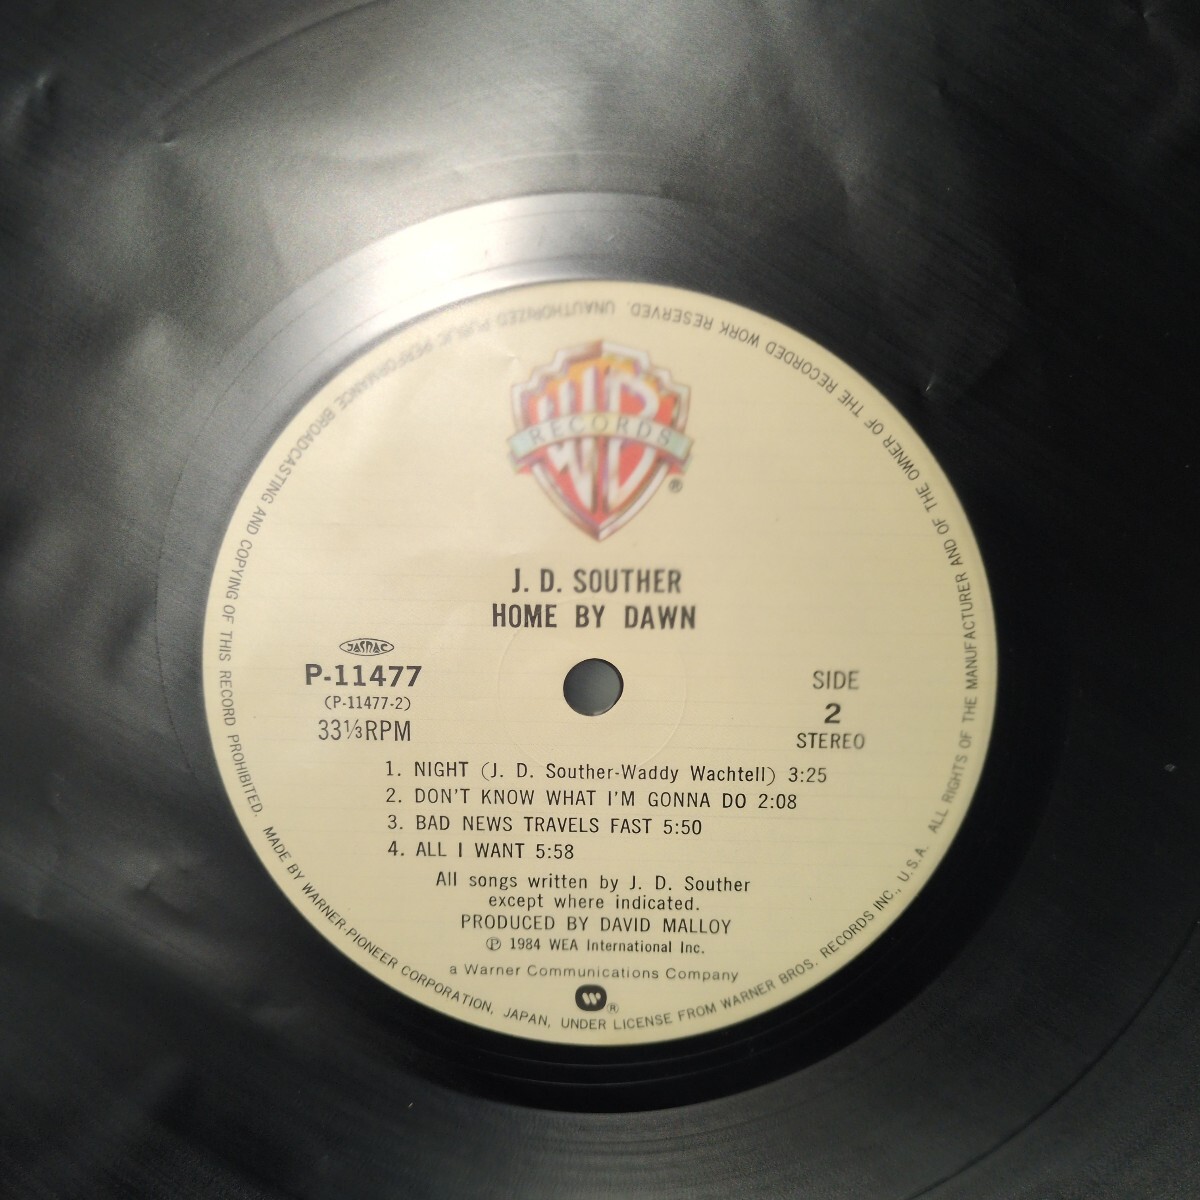 WB
RECORDS
®
J. D. SOUTHER
HOME BY DAWN
JASRAC
P-11477
(P-11477-2)
33⅓RPM
SIDE
2
STEREO
1. NIGHT (J. D. Souther-Waddy Wachtell) 3:25
2. DON'T KNOW WHAT I'M GONNA DO 2:08
3. BAD NEWS TRAVELS FAST 5:50
4. ALL I WANT 5:58
All songs written by J. D. Souther
except where indicated.
PRODUCED BY DAVID MALLOY
Ⓟ 1984 WEA International Inc.
a Warner Communications Company
®
MADE BY WARNER-PIONEER CORPORATION, JAPAN, UNDER LICENSE FROM WARNER BROS. RECORDS INC., U.S.A. ALL RIGHTS OF THE MANUFACTURER AND OF THE OWNER OF THE RECORDED WORK RESERVED. UNAUTHORIZED PUBLIC PERFORMANCE BROADCASTING AND COPYING OF THIS RECORD PROHIBITED.